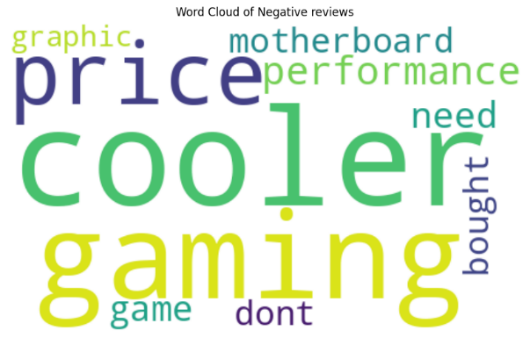 Word Cloud of Negative reviews
graphic
motherboard
price
performance
need
cooler
bought
gaming
game
dont